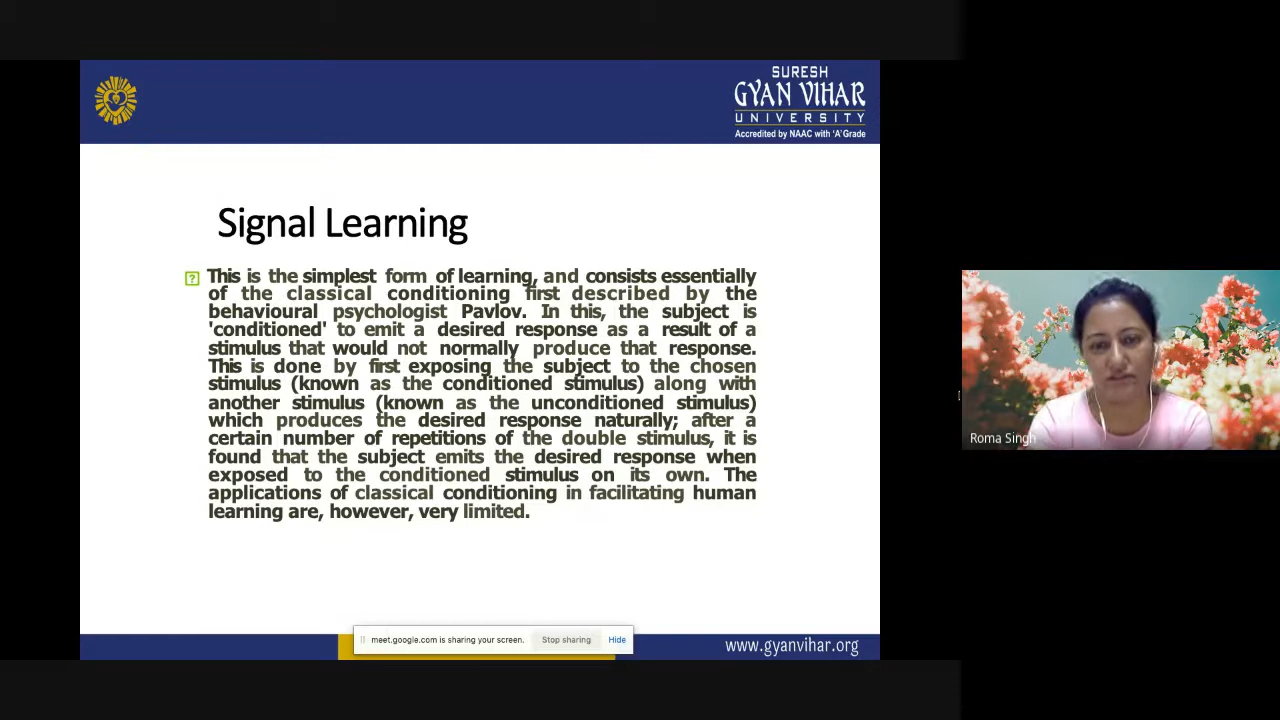 SURESH
GYAN VIHAR
UNIVERSITY
Accredited by NAAC with 'A' Grade
Signal Learning
This is the simplest form of learning, and consists essentially
of the classical conditioning first described by the
behavioural psychologist Pavlov. In this, the subject is
'conditioned' to emit a desired response as a result of a
stimulus that would not normally produce that response.
This is done by first exposing the subject to the chosen
stimulus (known as the conditioned stimulus) along with
another stimulus (known as the unconditioned stimulus)
which produces the desired response naturally; after a
certain number of repetitions of the double stimulus, it is
found that the subject emits the desired response when
exposed to the conditioned stimulus on its own. The
applications of classical conditioning in facilitating human
learning are, however, very limited.
Roma Singh
meet.google.com is sharing your screen. Stop sharing Hide
www.gyanvihar.org